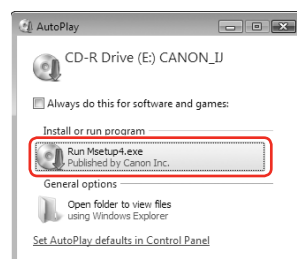 AutoPlay
CD-R Drive (E:) CANON_IJ
Always do this for software and games:
Install or run program
Run Msetup4.exe
Published by Canon Inc.
General options
Open folder to view files
using Windows Explorer
Set AutoPlay defaults in Control Panel